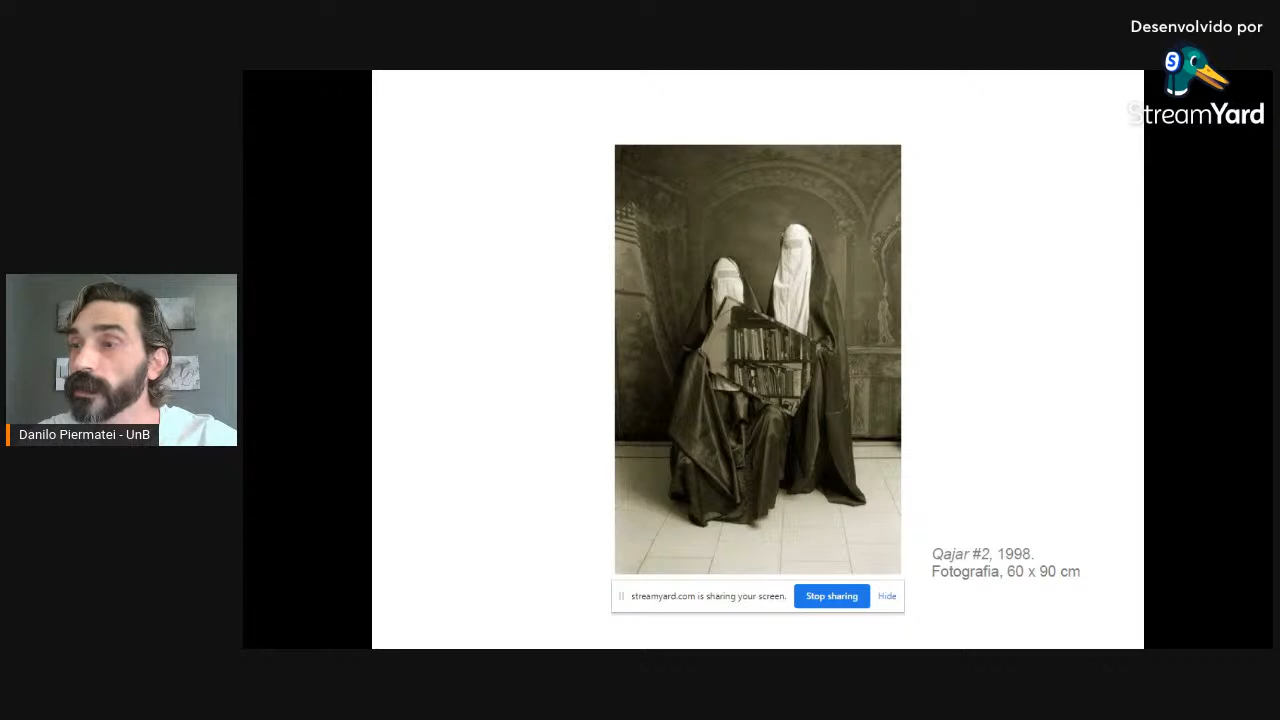 Desenvolvido por
StreamYard
Danilo Piermatei - UnB
Qajar #2, 1998.
Fotografia, 60 x 90 cm
streamyard.com is sharing your screen.
Stop sharing
Hide